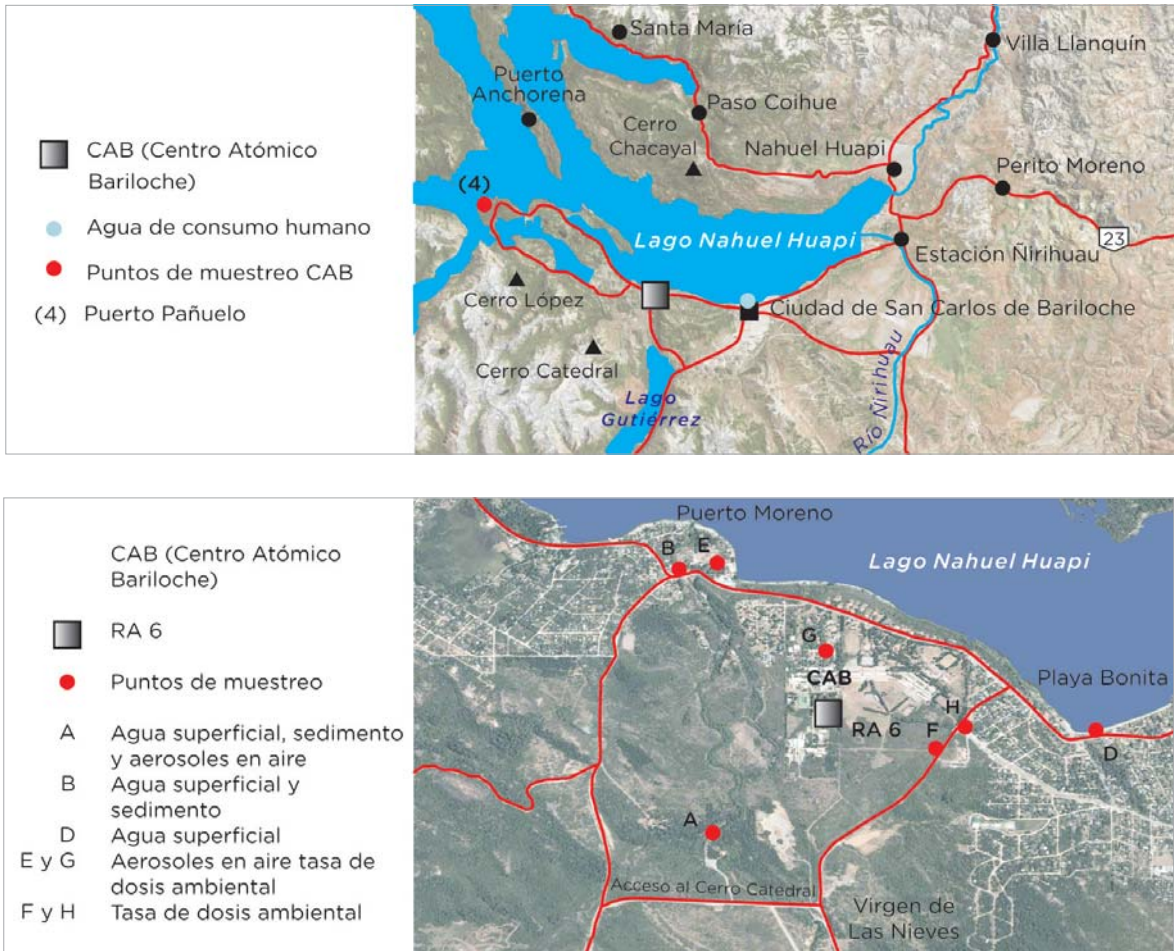 CAB (Centro Atómico
Bariloche)
Agua de consumo humano
Puntos de muestreo CAB
(4) Puerto Pañuelo
Santa María
Villa Llanquín
Puerto
Anchorena
Paso Coihue
Cerro
Chacayal
Nahuel Huapi
Perito Moreno
(4)
Lago Nahuel Huapi
23
Estación Ñirihuau
Cerro López
Ciudad de San Carlos de Bariloche
Cerro Catedral
Lago
Gutiérrez
Río Ñirihuau
CAB (Centro Atómico
Bariloche)
RA 6
Puntos de muestreo
A Agua superficial, sedimento
y aerosoles en aire
B Agua superficial y
sedimento
D Agua superficial
E y G Aerosoles en aire tasa de
dosis ambiental
F y H Tasa de dosis ambiental
Puerto Moreno
B E
Lago Nahuel Huapi
G
CAB
Playa Bonita
H
RA 6 F
D
A
Acceso al Cerro Catedral
Virgen de
Las Nieves